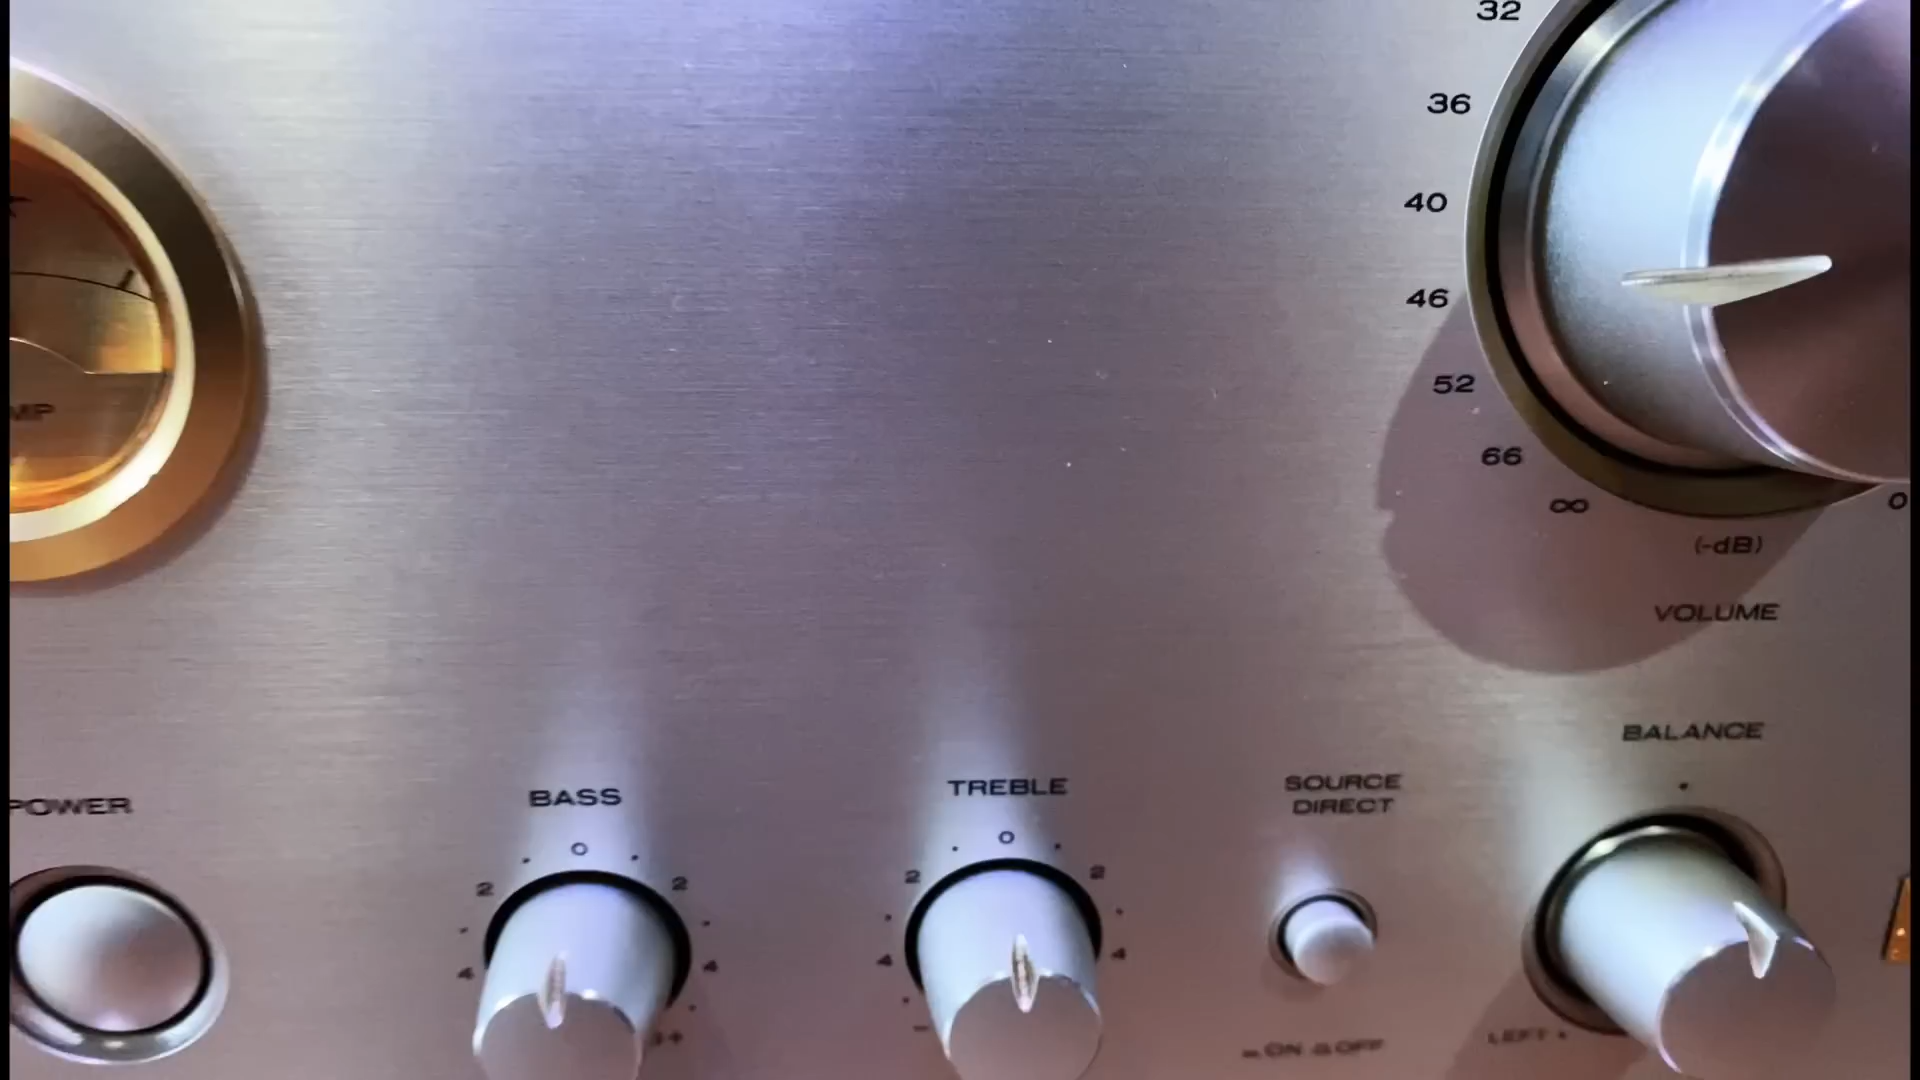 32
36
40
46
52
66
∞ 0
(-dB)
VOLUME
BALANCE
POWER
BASS
TREBLE
SOURCE
DIRECT
0
2 2
4 4
0
2 2
4 4
ON OFF
LEFT